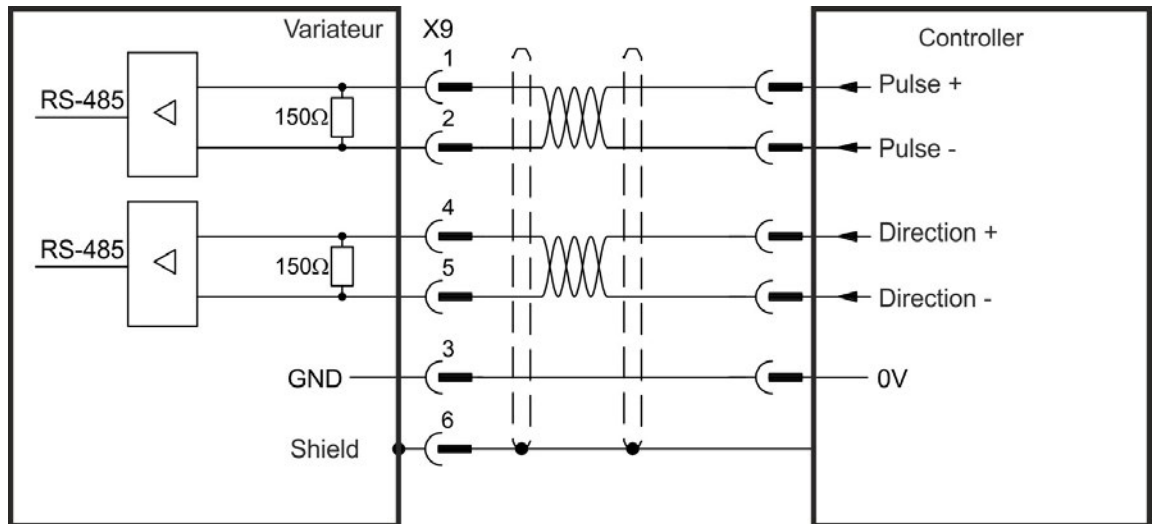 Variateur X9 Controller
1
RS-485 150Ω Pulse +
2
Pulse -
4
RS-485 150Ω Direction +
5
Direction -
3
GND 0V
6
Shield